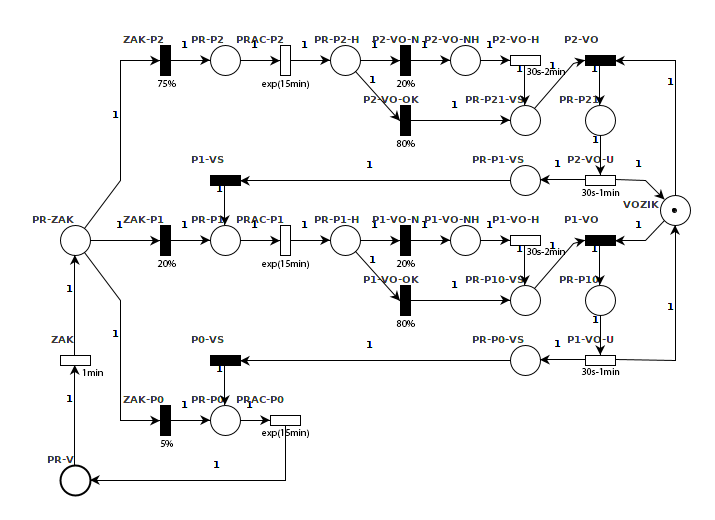 ZAK-P2 PR-P2 PRAC-P2 PR-P2-H P2-VO-N P2-VO-NH P2-VO-H P2-VO
1 1 1 1 1 1 1
75% exp(15min) 20% 30s-2min 1 1 1
1 1
P2-VO-OK 1 PR-P21-VS PR-P21
1
80% 1
P1-VS 1 PR-P1-VS 1 P2-VO-U 1
1 30s-1min
VOZIK
PR-ZAK ZAK-P1 PR-P1 PRAC-P1 PR-P1-H P1-VO-N P1-VO-NH P1-VO-H P1-VO
1 1 1 1 1 1 1 1
20% exp(15min) 20% 30s-2min 1 1 1
1
P1-VO-OK 1 PR-P10-VS PR-P10
1 1
80% 1
1
ZAK P0-VS 1 PR-P0-VS 1 P1-VO-U
1min 1 30s-1min
1 ZAK-P0 PR-P0 PRAC-P0
1 1
5% exp(15min)
PR-V 1